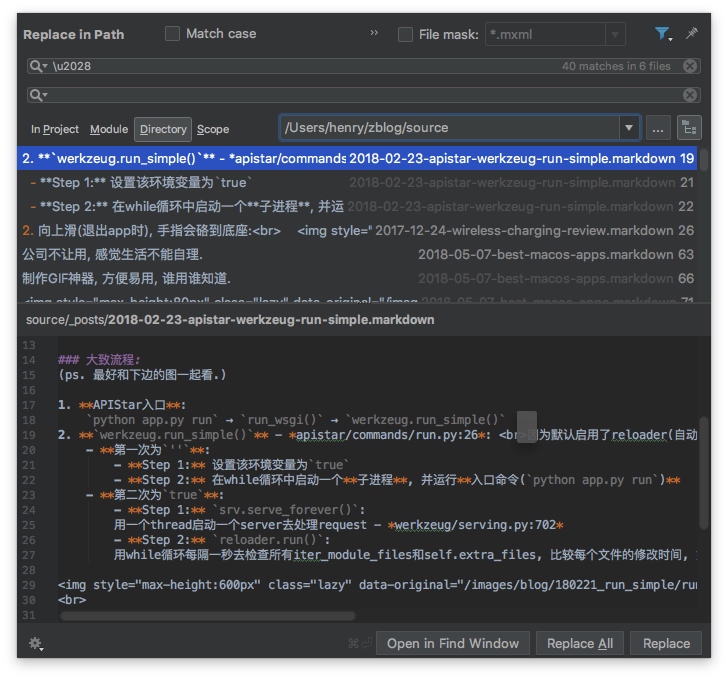 Replace in Path
Match case
»
File mask:
*.mxml
\u2028
40 matches in 6 files
In Project
Module
Directory
Scope
/Users/henry/zblog/source
...
2. **`werkzeug.run_simple()`** - *apistar/commands 2018-02-23-apistar-werkzeug-run-simple.markdown 19
- **Step 1:** 设置该环境变量为`true` 2018-02-23-apistar-werkzeug-run-simple.markdown 21
- **Step 2:** 在while循环中启动一个**子进程**, 并运 2018-02-23-apistar-werkzeug-run-simple.markdown 22
2. 向上滑(退出app时), 手指会硌到底座:<br> <img style=" 2017-12-24-wireless-charging-review.markdown 26
公司不让用, 感觉生活不能自理. 2018-05-07-best-macos-apps.markdown 63
制作GIF神器, 方便易用, 谁用谁知道. 2018-05-07-best-macos-apps.markdown 66
<img style="max-height:80px" class="lazy" data-original="/imag 2018-05-07-best-macos-apps.markdown 71
source/_posts/2018-02-23-apistar-werkzeug-run-simple.markdown
13
14 ### 大致流程:
15 (ps. 最好和下边的图一起看.)
16
17 1. **APIStar入口**:
18 `python app.py run` → `run_wsgi()` → `werkzeug.run_simple()`
19 2. **`werkzeug.run_simple()`** - *apistar/commands/run.py:26*: <br>因为默认启用了reloader(自动
20 - **第一次为`''`**:
21 - **Step 1:** 设置该环境变量为`true`
22 - **Step 2:** 在while循环中启动一个**子进程**, 并运行**入口命令(`python app.py run`)**
23 - **第二次为`true`**:
24 - **Step 1:** `srv.serve_forever()`:
25 用一个thread启动一个server去处理request - *werkzeug/serving.py:702*
26 - **Step 2:** `reloader.run()`:
27 用while循环每隔一秒去检查所有iter_module_files和self.extra_files, 比较每个文件的修改时间,
28
29 <img style="max-height:600px" class="lazy" data-original="/images/blog/180221_run_simple/run
30 <br>
31
⌘⏎
Open in Find Window
Replace All
Replace